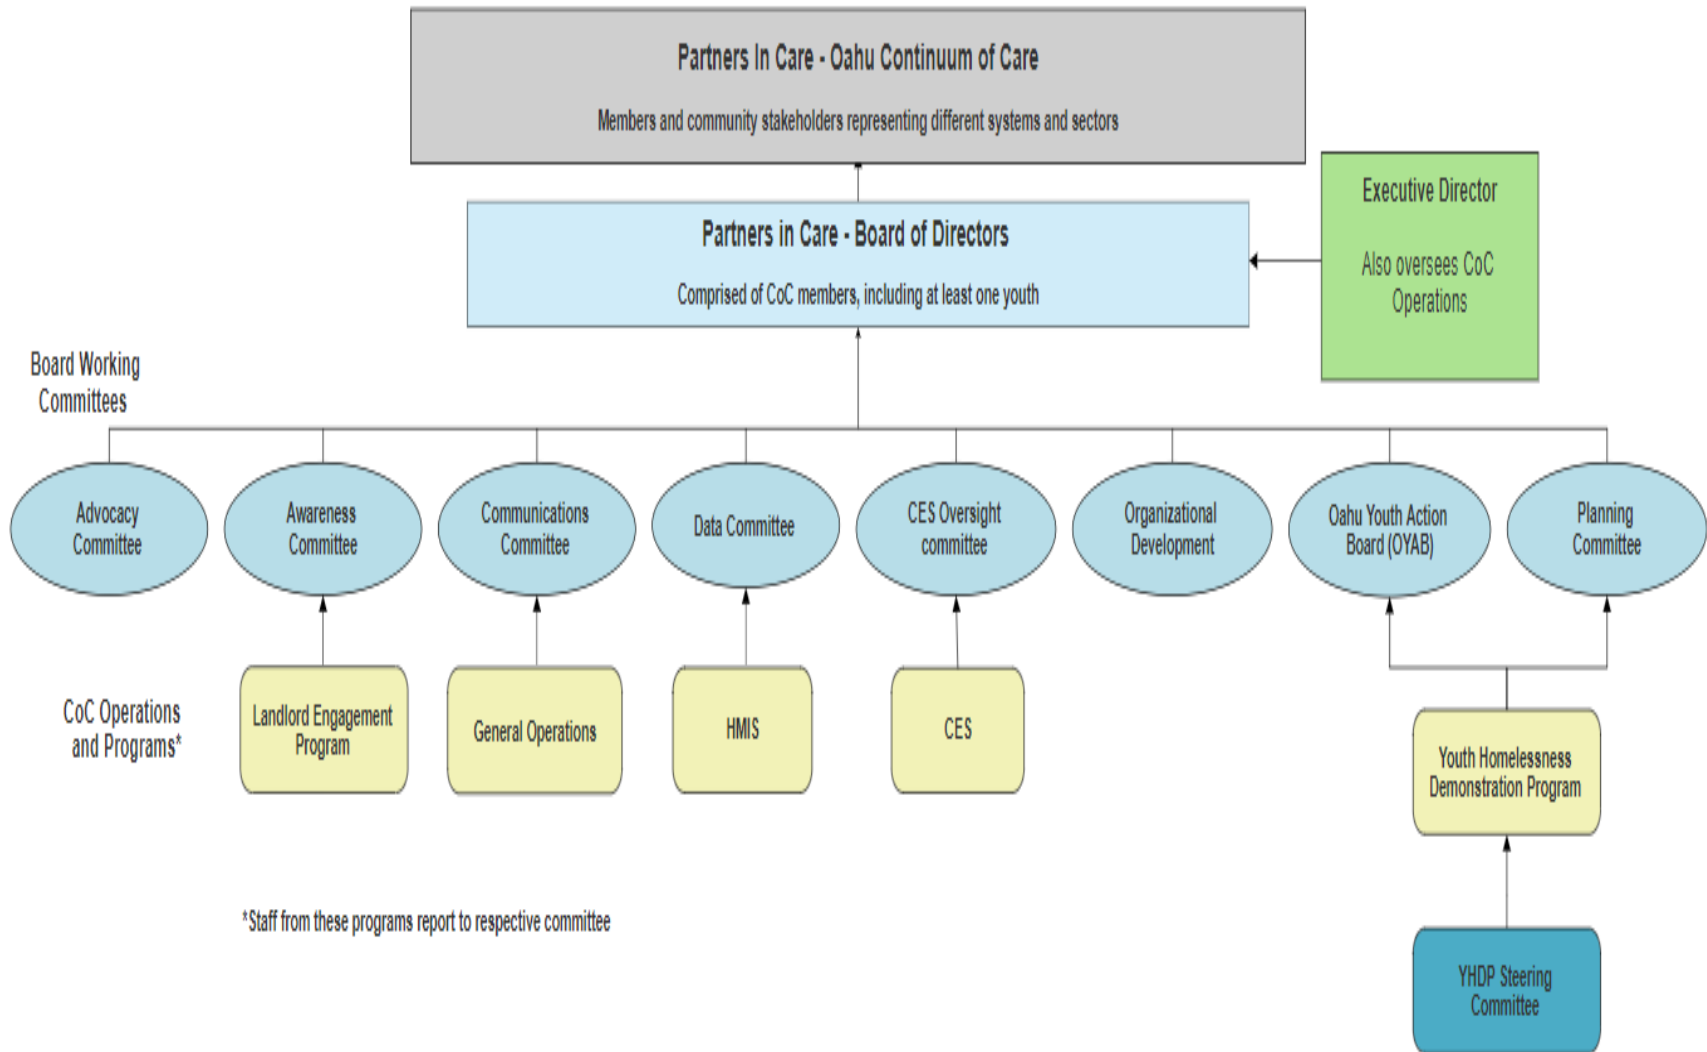 Partners In Care - Oahu Continuum of Care
Members and community stakeholders representing different systems and sectors
Partners in Care - Board of Directors
Comprised of CoC members, including at least one youth
Executive Director
Also oversees CoC
Operations
Board Working
Committees
Advocacy
Committee
Awareness
Committee
Communications
Committee
Data Committee
CES Oversight
committee
Organizational
Development
Oahu Youth Action
Board (OYAB)
Planning
Committee
CoC Operations
and Programs*
Landlord Engagement
Program
General Operations
HMIS
CES
Youth Homelessness
Demonstration Program
*Staff from these programs report to respective committee
YHDP Steering
Committee